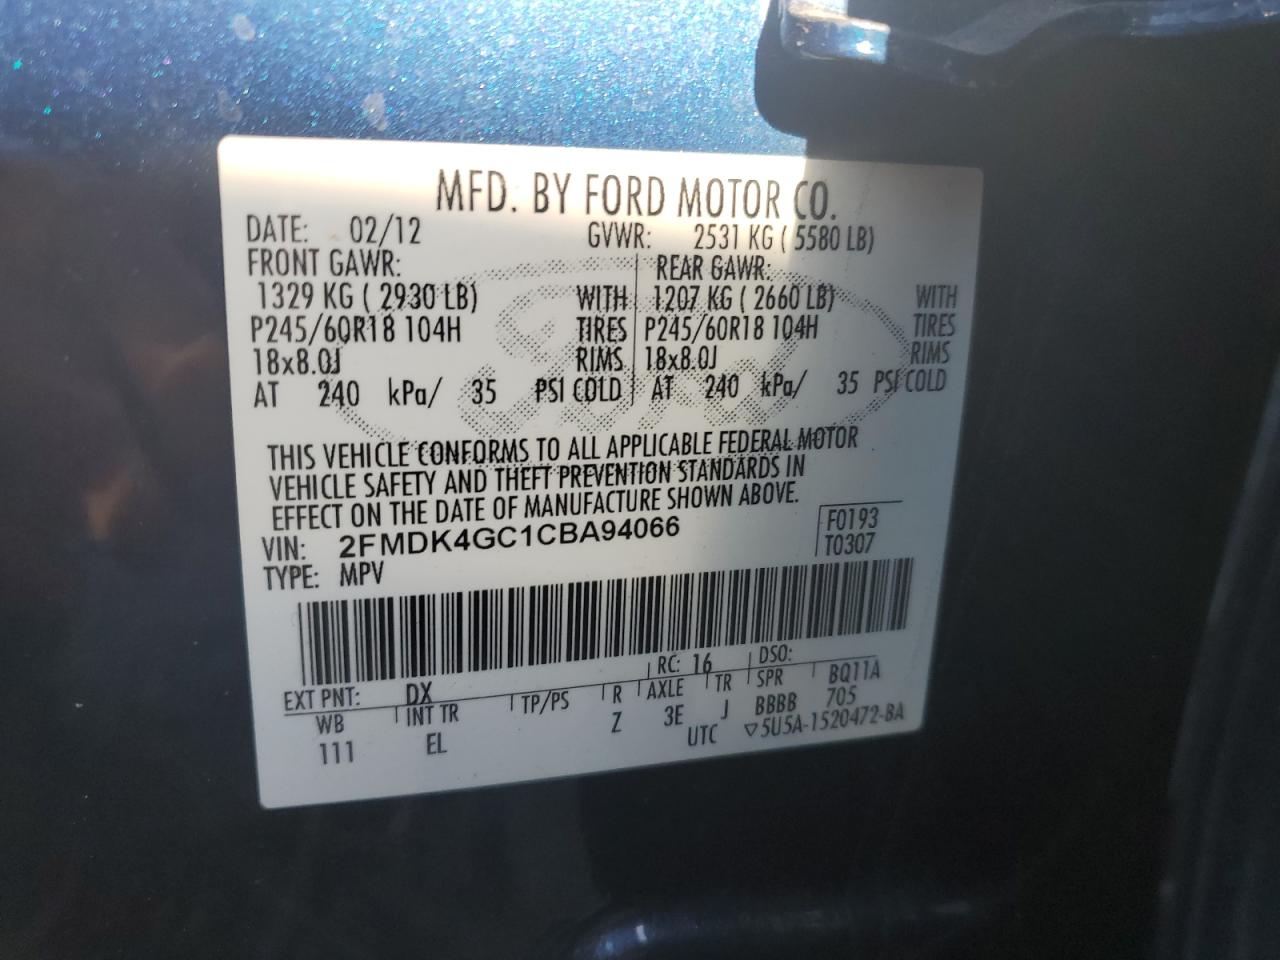 MFD. BY FORD MOTOR CO.
DATE: 02/12 GVWR: 2531 KG ( 5580 LB)
FRONT GAWR: REAR GAWR:
1329 KG ( 2930 LB) WITH 1207 KG ( 2660 LB) WITH
P245/60R18 104H TIRES P245/60R18 104H TIRES
18x8.0J RIMS 18x8.0J RIMS
AT 240 kPa/ 35 PSI COLD AT 240 kPa/ 35 PSI COLD
THIS VEHICLE CONFORMS TO ALL APPLICABLE FEDERAL MOTOR
VEHICLE SAFETY AND THEFT PREVENTION STANDARDS IN
EFFECT ON THE DATE OF MANUFACTURE SHOWN ABOVE.
VIN: 2FMDK4GC1CBA94066 F0193
TYPE: MPV T0307
EXT PNT: DX RC: 16 DSO:
WB INT TR TP/PS R AXLE TR SPR BQ11A
111 EL Z 3E J BBBB 705
UTC ▽5U5A-1520472-BA